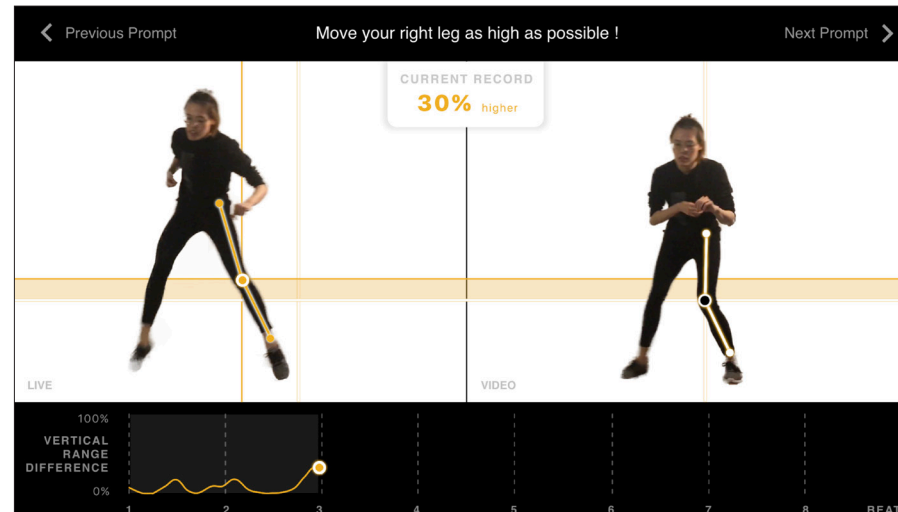 Previous Prompt
Move your right leg as high as possible !
Next Prompt
CURRENT RECORD
30% higher
LIVE
VIDEO
100%
VERTICAL
RANGE
DIFFERENCE
0%
1 2 3 4 5 6 7 8 BEAT